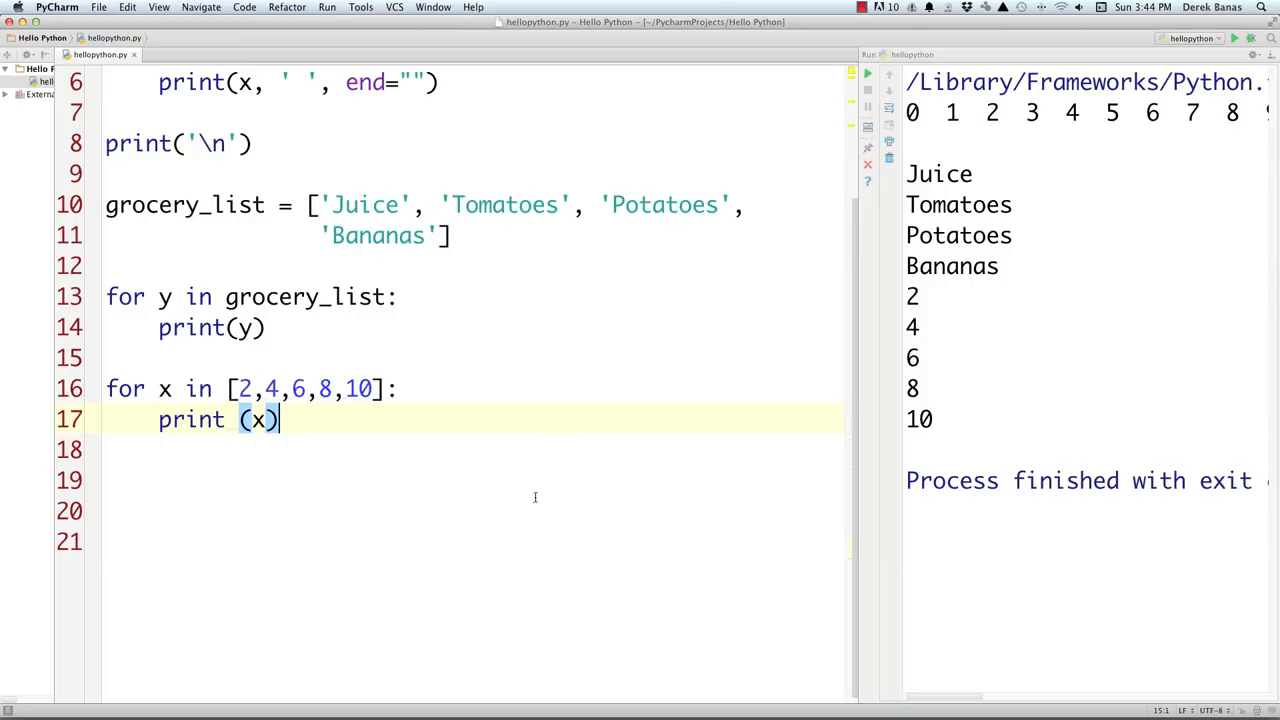 PyCharm File Edit View Navigate Code Refactor Run Tools VCS Window Help 10 Sun 3:44 PM Derek Banas
hellopython.py – Hello Python – [~/PycharmProjects/Hello Python]
Hello Python hellopython.py hellopython
hellopython.py
Run hellopython
Hello P
hello
Externa
6 print(x, ' ', end="")
7
8 print('\n')
9
10 grocery_list = ['Juice', 'Tomatoes', 'Potatoes',
11 'Bananas']
12
13 for y in grocery_list:
14 print(y)
15
16 for x in [2,4,6,8,10]:
17 print (x)
18
19
20
21
/Library/Frameworks/Python.
0 1 2 3 4 5 6 7 8 9
Juice
Tomatoes
Potatoes
Bananas
2
4
6
8
10
Process finished with exit
15:1 LF UTF-8